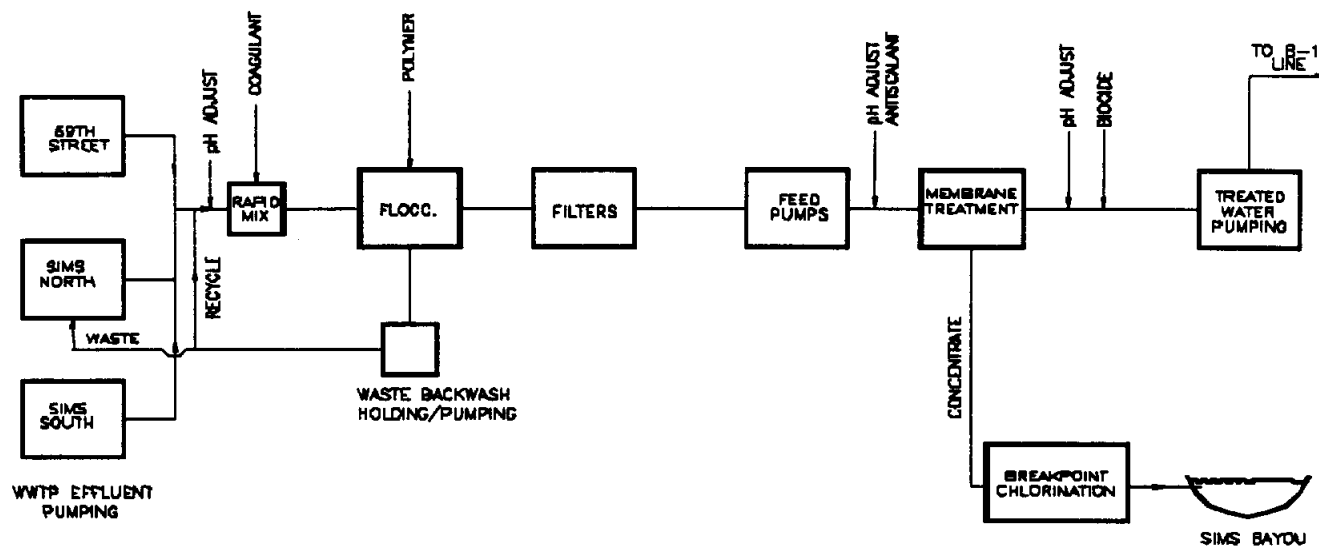 TO B-1
LINE
pH ADJUST
COAGULANT
POLYMER
pH ADJUST
ANTISCALANT
pH ADJUST
BIOCIDE
69TH
STREET
RAPID
MIX
FLOCC.
FILTERS
FEED
PUMPS
MEMBRANE
TREATMENT
TREATED
WATER
PUMPING
SIMS
NORTH
RECYCLE
WASTE
CONCENTRATE
WASTE BACKWASH
HOLDING/PUMPING
SIMS
SOUTH
WWTP EFFLUENT
PUMPING
BREAKPOINT
CHLORINATION
SIMS BAYOU